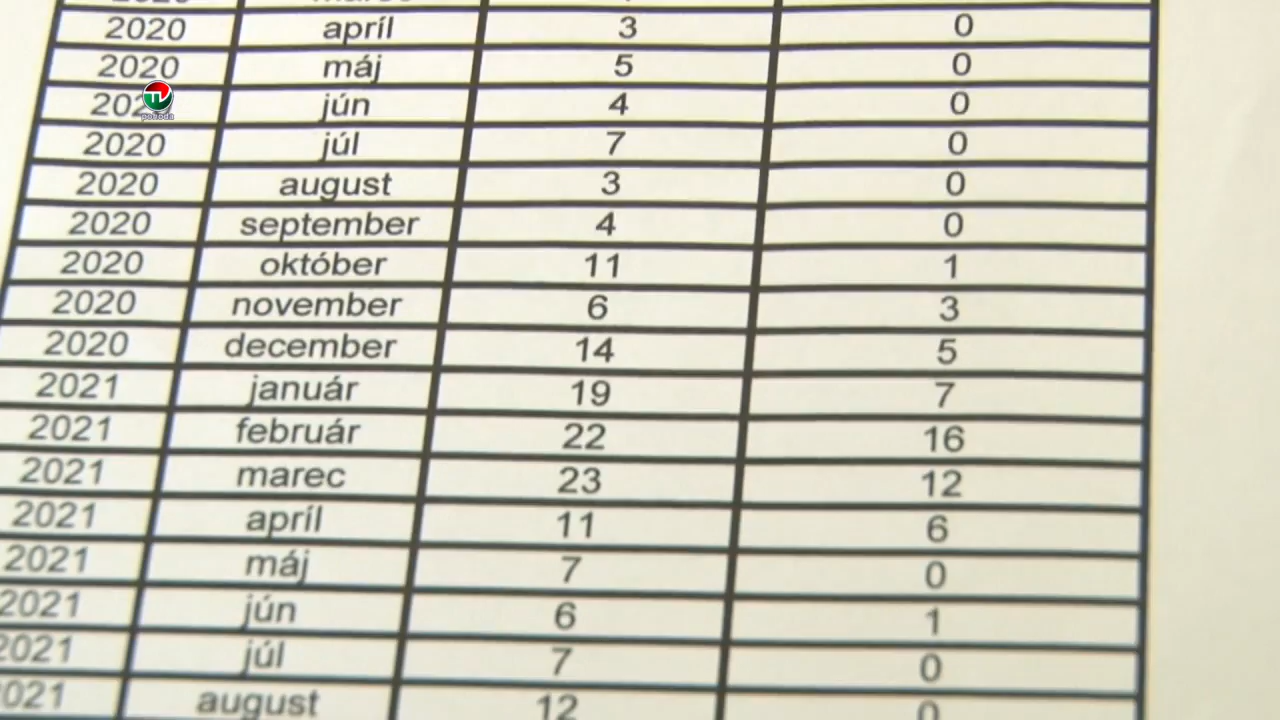 2020 apríl 3 0
2020 máj 5 0
2020 jún 4 0
2020 júl 7 0
2020 august 3 0
2020 september 4 0
2020 október 11 1
2020 november 6 3
2020 december 14 5
2021 január 19 7
2021 február 22 16
2021 marec 23 12
2021 apríl 11 6
2021 máj 7 0
2021 jún 6 1
2021 júl 7 0
2021 august 12 0
TV